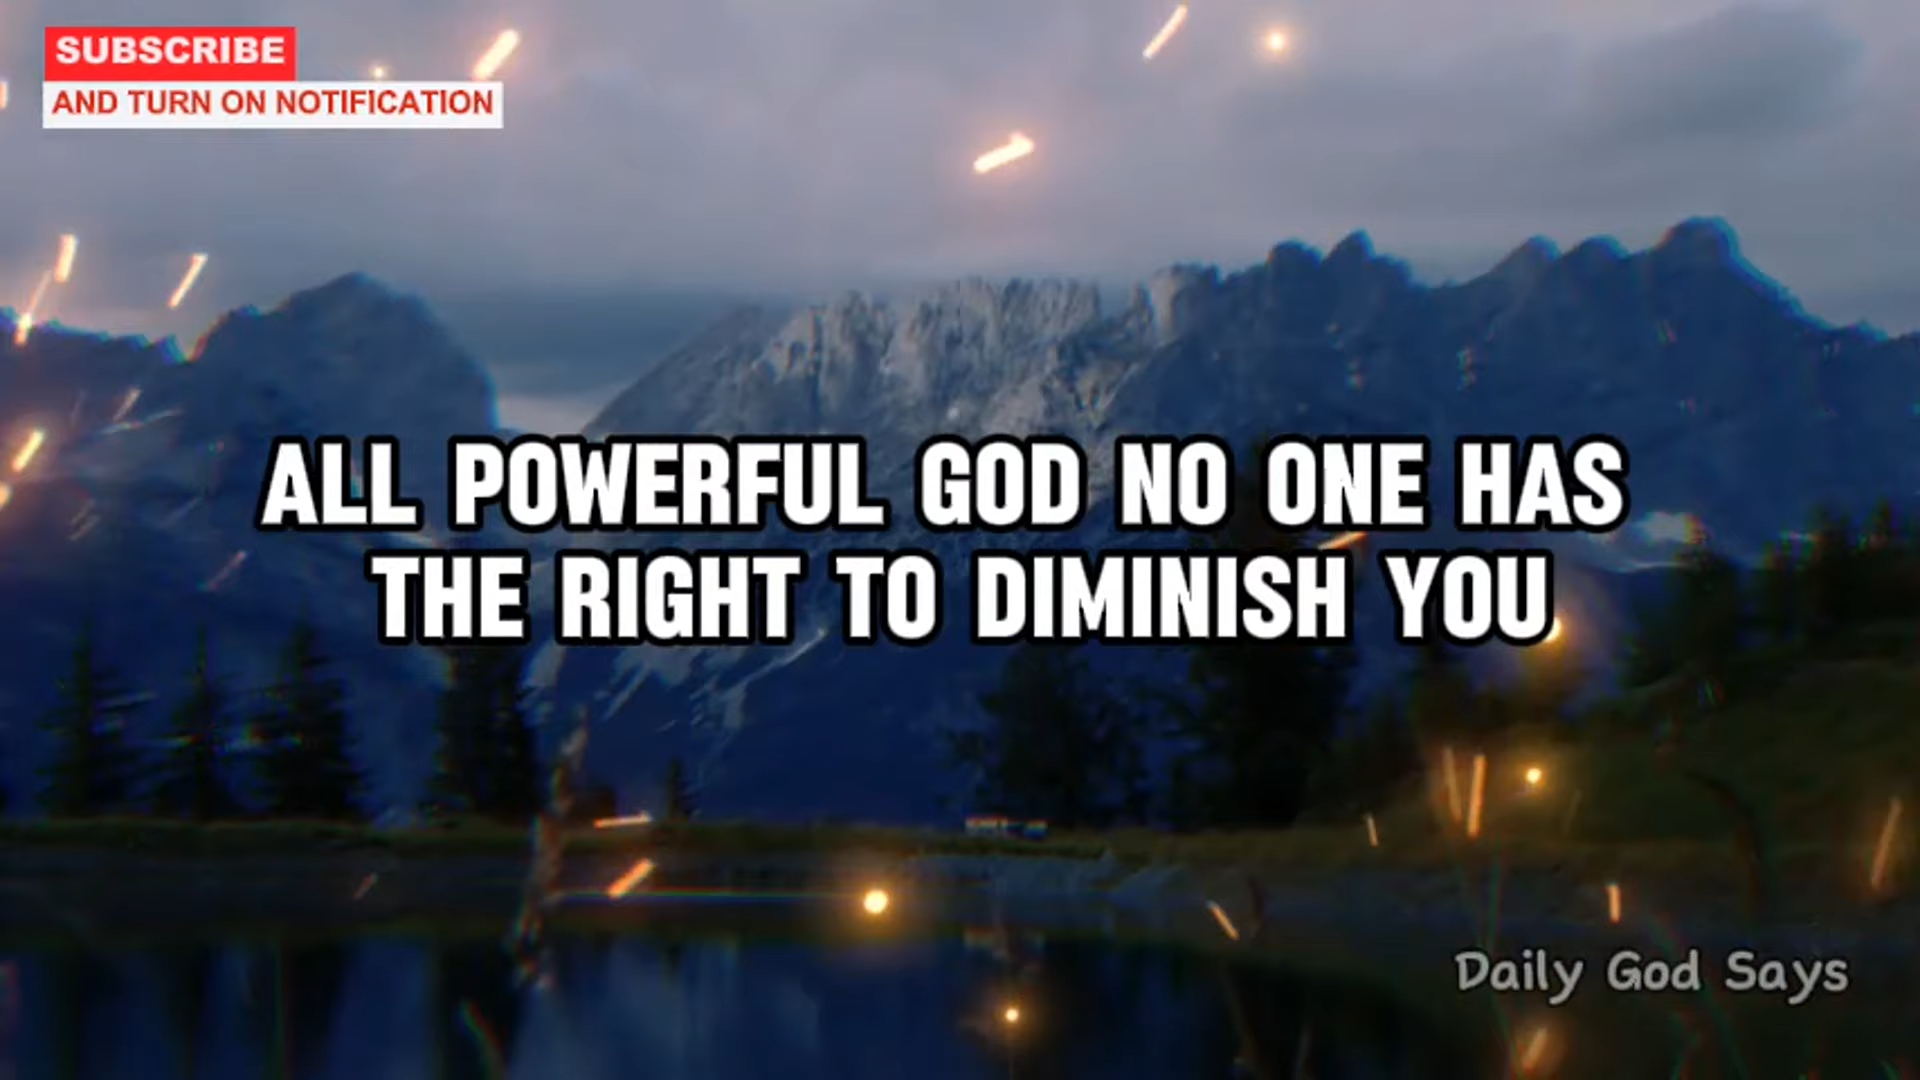 SUBSCRIBE
AND TURN ON NOTIFICATION
ALL POWERFUL GOD NO ONE HAS
THE RIGHT TO DIMINISH YOU
Daily God Says